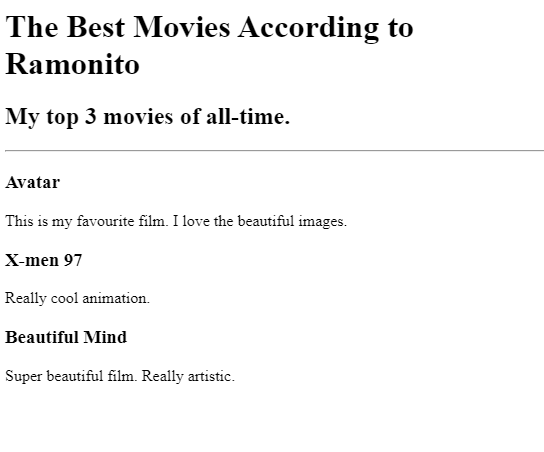 The Best Movies According to
Ramonito
My top 3 movies of all-time.
Avatar
This is my favourite film. I love the beautiful images.
X-men 97
Really cool animation.
Beautiful Mind
Super beautiful film. Really artistic.